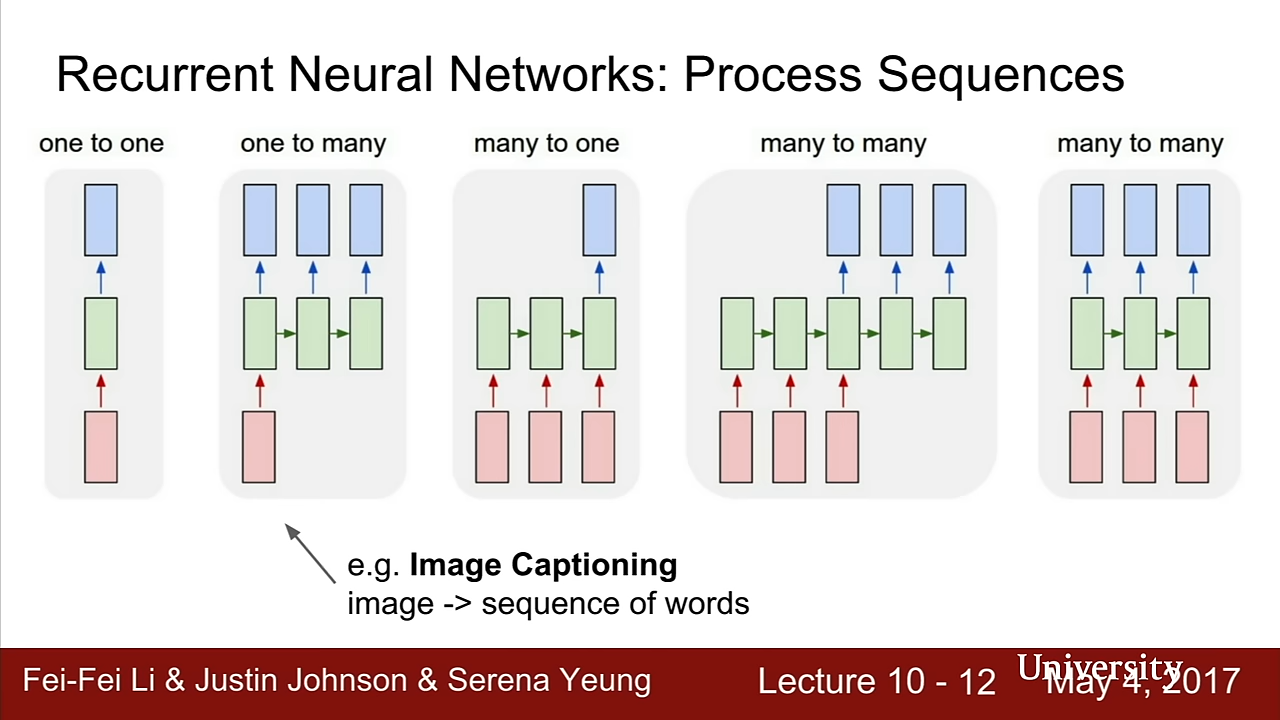 Recurrent Neural Networks: Process Sequences
one to one
one to many
many to one
many to many
many to many
e.g. Image Captioning
image -> sequence of words
Fei-Fei Li & Justin Johnson & Serena Yeung
Lecture 10 - 12
University
May 4, 2017